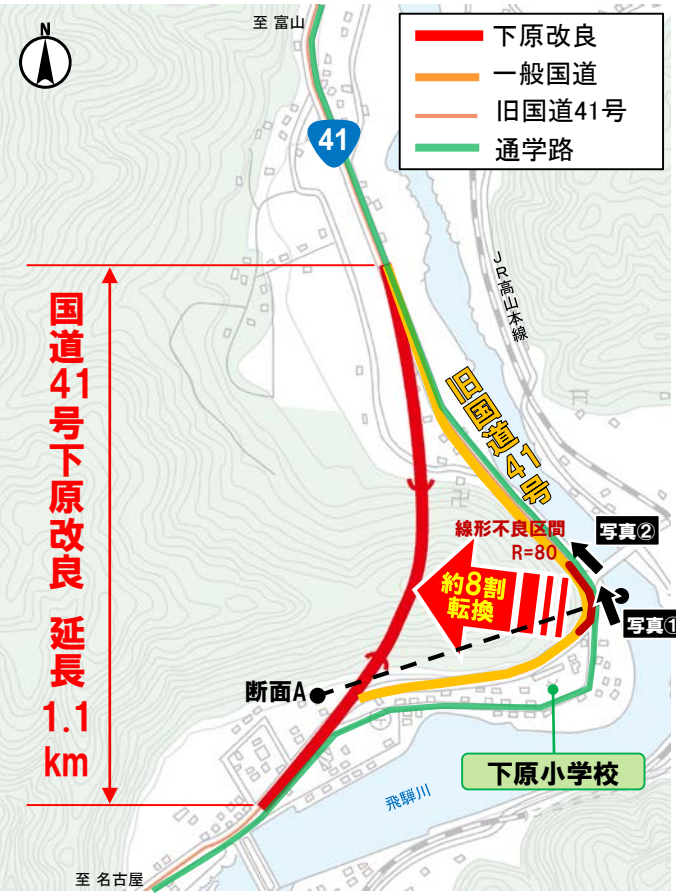 N
至 富山
下原改良
一般国道
旧国道41号
通学路
41
JR高山本線
国道41号下原改良 延長 1.1km
旧国道41号
線形不良区間
R=80
写真②
約8割
転換
写真①
断面A
下原小学校
飛騨川
至 名古屋